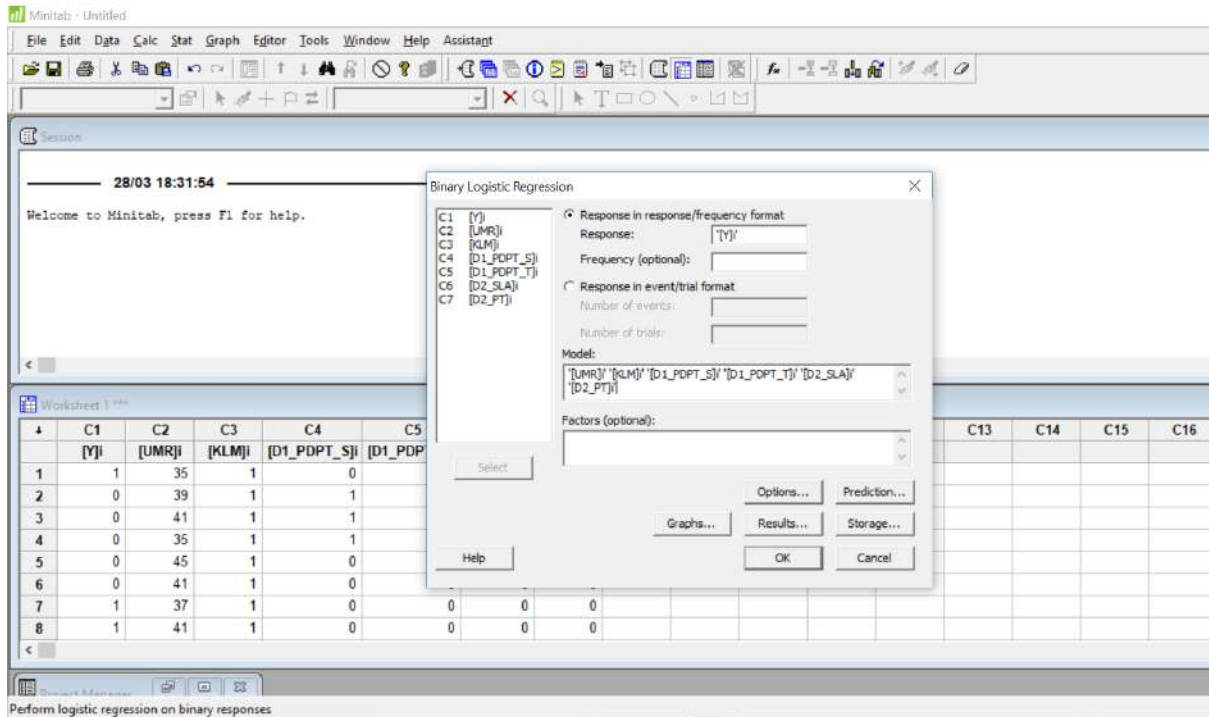 Minitab - Untitled
File Edit Data Calc Stat Graph Editor Tools Window Help Assistant
Session
28/03 18:31:54
Welcome to Minitab, press F1 for help.
Binary Logistic Regression
C1 [Y]i
C2 [UMR]i
C3 [KLM]i
C4 [D1_PDPT_S]i
C5 [D1_PDPT_T]i
C6 [D2_SLA]i
C7 [D2_PT]i
Response in response/frequency format
Response: '[Y]i'
Frequency (optional):
Response in event/trial format
Number of events:
Number of trials:
Model:
'[UMR]i' '[KLM]i' '[D1_PDPT_S]i' '[D1_PDPT_T]i' '[D2_SLA]i'
'[D2_PT]i'
Factors (optional):
Select
Options... Prediction...
Graphs... Results... Storage...
Help OK Cancel
Worksheet 1 ***
C1 C2 C3 C4 C5 C13 C14 C15 C16
[Y]i [UMR]i [KLM]i [D1_PDPT_S]i [D1_PDP
1 1 35 1 0
2 0 39 1 1
3 0 41 1 1
4 0 35 1 1
5 0 45 1 0
6 0 41 1 0
7 1 37 1 0 0 0 0
8 1 41 1 0 0 0 0
Project Manager
Perform logistic regression on binary responses